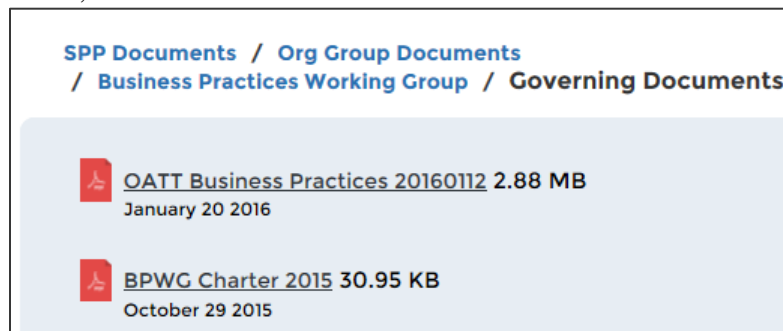 SPP Documents / Org Group Documents
/ Business Practices Working Group / Governing Documents
OATT Business Practices 20160112 2.88 MB
January 20 2016
BPWG Charter 2015 30.95 KB
October 29 2015